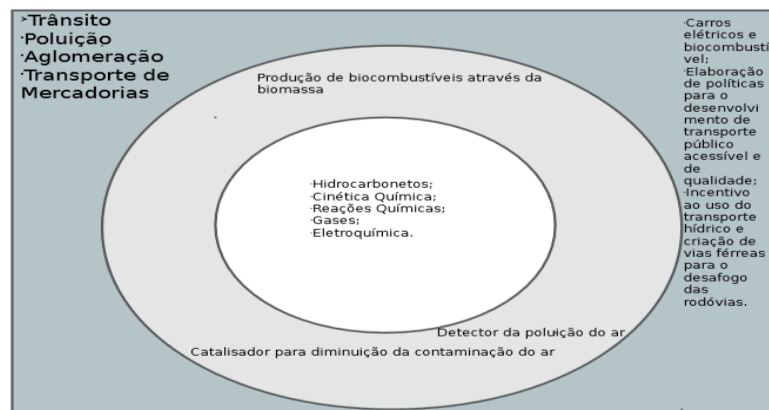 ➢Trânsito
·Poluição
·Aglomeração
·Transporte de
Mercadorias
Produção de biocombustíveis através da
biomassa
·Hidrocarbonetos;
·Cinética Química;
·Reações Químicas;
·Gases;
·Eletroquímica.
Detector da poluição do ar
Catalisador para diminuição da contaminação do ar
·Carros
elétricos e
biocombustí
vel;
·Elaboração
de políticas
para o
desenvolvi
mento de
transporte
público
acessível e
de
qualidade;
·Incentivo
ao uso do
transporte
hídrico e
criação de
vias férreas
para o
desafogo
das
rodóvias.